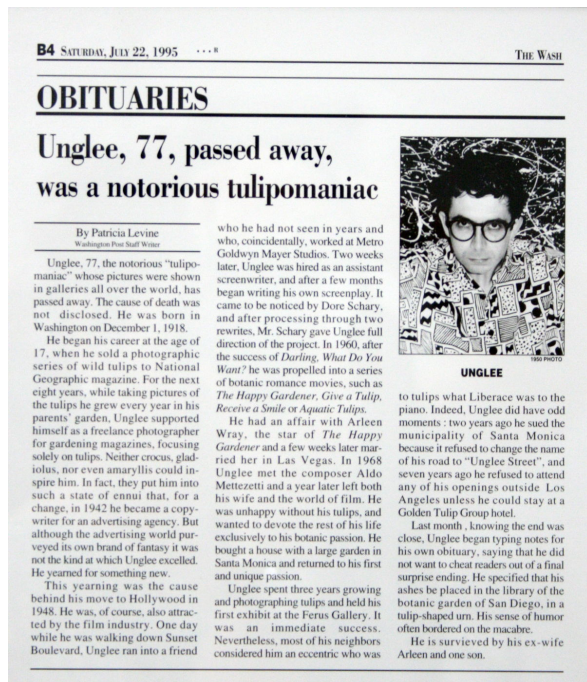 B4 SATURDAY, JULY 22, 1995 • • • 8
THE WASH
OBITUARIES
Unglee, 77, passed away,
was a notorious tulipomaniac
By Patricia Levine
Washington Post Staff Writer
Unglee, 77, the notorious “tulipo-
maniac” whose pictures were shown
in galleries all over the world, has
passed away. The cause of death was
not disclosed. He was born in
Washington on December 1, 1918.
He began his career at the age of
17, when he sold a photographic
series of wild tulips to National
Geographic magazine. For the next
eight years, while taking pictures of
the tulips he grew every year in his
parents’ garden, Unglee supported
himself as a freelance photographer
for gardening magazines, focusing
solely on tulips. Neither crocus, glad-
iolus, nor even amaryllis could in-
spire him. In fact, they put him into
such a state of ennui that, for a
change, in 1942 he became a copy-
writer for an advertising agency. But
although the advertising world pur-
veyed its own brand of fantasy it was
not the kind at which Unglee excelled.
He yearned for something new.
This yearning was the cause
behind his move to Hollywood in
1948. He was, of course, also attrac-
ted by the film industry. One day
while he was walking down Sunset
Boulevard, Unglee ran into a friend
who he had not seen in years and
who, coincidentally, worked at Metro
Goldwyn Mayer Studios. Two weeks
later, Unglee was hired as an assistant
screenwriter, and after a few months
began writing his own screenplay. It
came to be noticed by Dore Schary,
and after processing through two
rewrites, Mr. Schary gave Unglee full
direction of the project. In 1960, after
the success of Darling, What Do You
Want? he was propelled into a series
of botanic romance movies, such as
The Happy Gardener, Give a Tulip,
Receive a Smile or Aquatic Tulips.
He had an affair with Arleen
Wray, the star of The Happy
Gardener and a few weeks later mar-
ried her in Las Vegas. In 1968
Unglee met the composer Aldo
Mettezetti and a year later left both
his wife and the world of film. He
was unhappy without his tulips, and
wanted to devote the rest of his life
exclusively to his botanic passion. He
bought a house with a large garden in
Santa Monica and returned to his first
and unique passion.
Unglee spent three years growing
and photographing tulips and held his
first exhibit at the Ferus Gallery. It
was an immediate success.
Nevertheless, most of his neighbors
considered him an eccentric who was
1950 PHOTO
UNGLEE
to tulips what Liberace was to the
piano. Indeed, Unglee did have odd
moments : two years ago he sued the
municipality of Santa Monica
because it refused to change the name
of his road to “Unglee Street”, and
seven years ago he refused to attend
any of his openings outside Los
Angeles unless he could stay at a
Golden Tulip Group hotel.
Last month , knowing the end was
close, Unglee began typing notes for
his own obituary, saying that he did
not want to cheat readers out of a final
surprise ending. He specified that his
ashes be placed in the library of the
botanic garden of San Diego, in a
tulip-shaped urn. His sense of humor
often bordered on the macabre.
He is survived by his ex-wife
Arleen and one son.